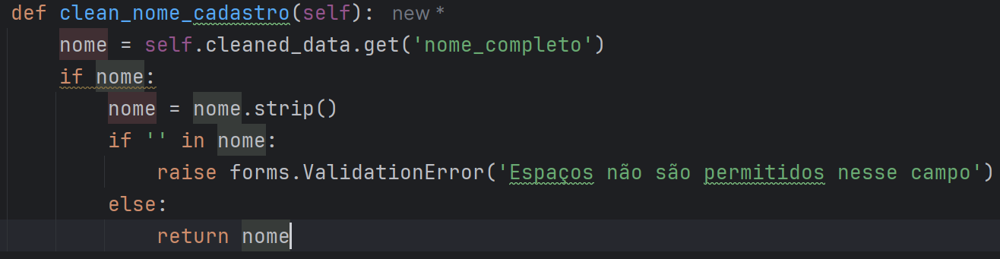 def clean_nome_cadastro(self): new *
nome = self.cleaned_data.get('nome_completo')
if nome:
nome = nome.strip()
if '' in nome:
raise forms.ValidationError('Espaços não são permitidos nesse campo')
else:
return nome